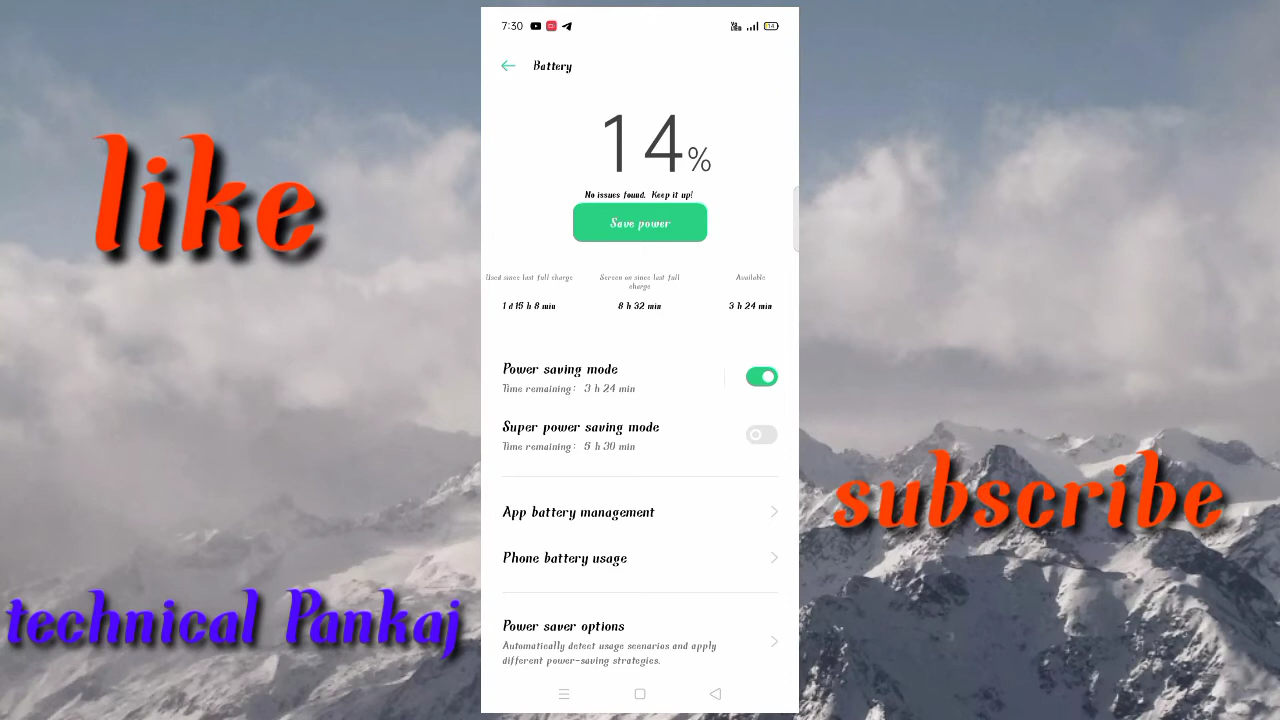 7:30
Vo
LTE
14
Battery
14%
No issues found. Keep it up!
Save power
Used since last full charge
Screen on since last full
charge
Available
1 d 15 h 8 min
8 h 32 min
3 h 24 min
Power saving mode
Time remaining: 3 h 24 min
Super power saving mode
Time remaining: 5 h 30 min
App battery management
Phone battery usage
Power saver options
Automatically detect usage scenarios and apply
different power-saving strategies.
like
subscribe
technical Pankaj